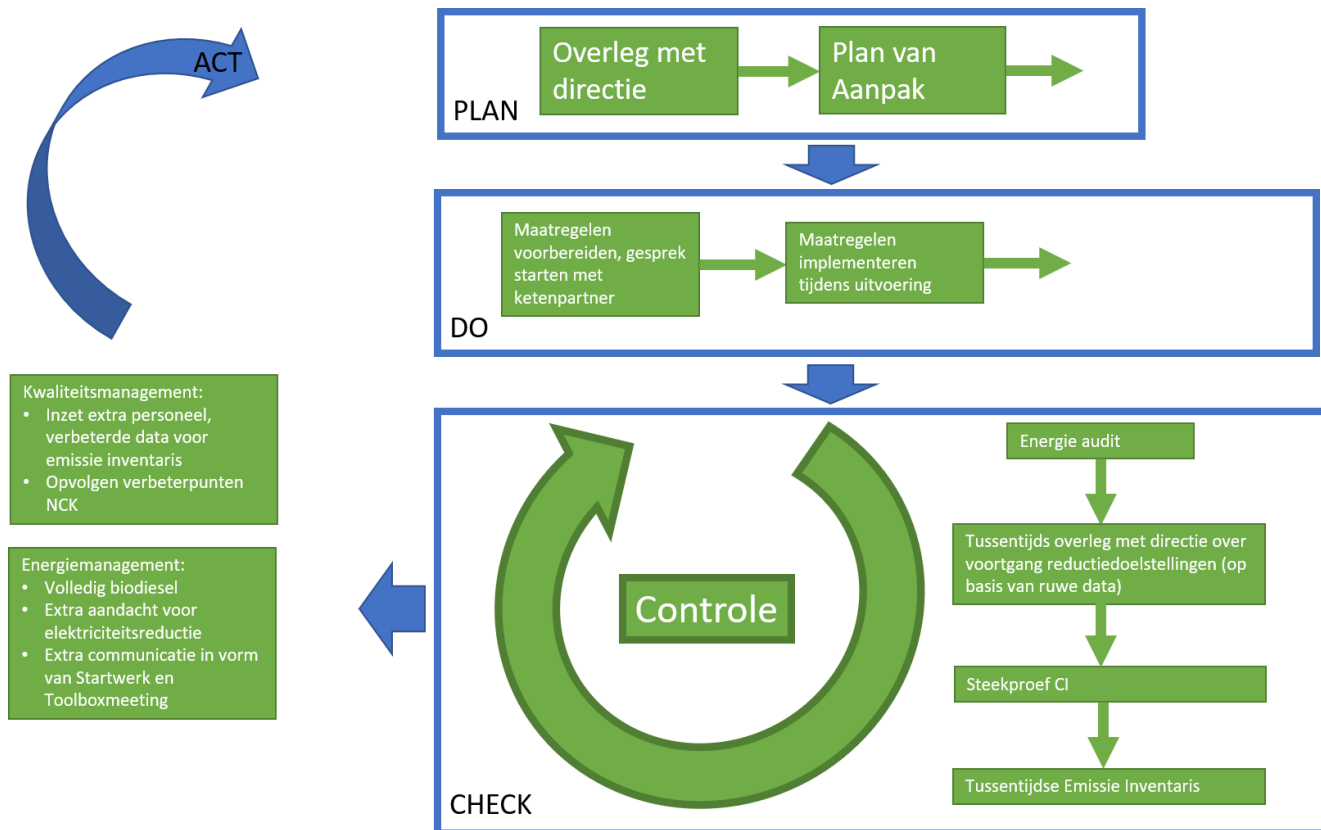 ACT
Overleg met
directie
Plan van
Aanpak
PLAN
Maatregelen
voorbereiden, gesprek
starten met
ketenpartner
Maatregelen
implementeren
tijdens uitvoering
DO
Kwaliteitsmanagement:
• Inzet extra personeel,
verbeterde data voor
emissie inventaris
• Opvolgen verbeterpunten
NCK
Energiemanagement:
• Volledig biodiesel
• Extra aandacht voor
elektriciteitsreductie
• Extra communicatie in vorm
van Startwerk en
Toolboxmeeting
Controle
Energie audit
Tussentijds overleg met directie over
voortgang reductiedoelstellingen (op
basis van ruwe data)
Steekproef CI
Tussentijdse Emissie Inventaris
CHECK